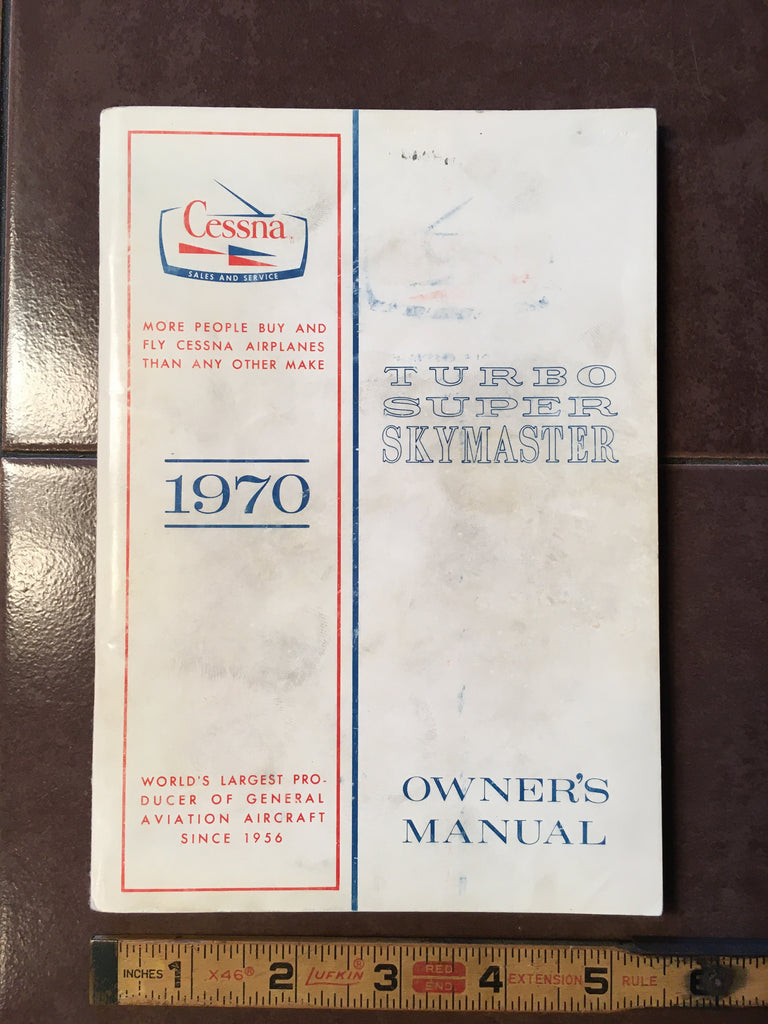 Cessna
SALES AND SERVICE
MORE PEOPLE BUY AND
FLY CESSNA AIRPLANES
THAN ANY OTHER MAKE
1970
WORLD'S LARGEST PRO-
DUCER OF GENERAL
AVIATION AIRCRAFT
SINCE 1956
TURBO
SUPER
SKYMASTER
OWNER'S
MANUAL
INCHES 1 X46® 2 LUFKIN® 3 RED END 4 EXTENSION 5 RULE 6